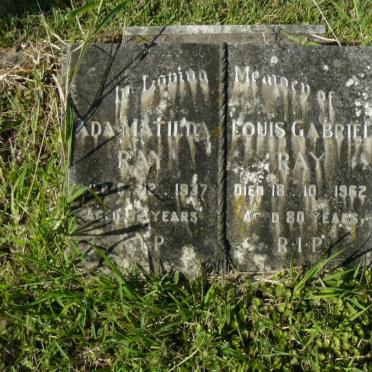 In Loving Memory of
ADA MATILDA
RAY
1937
AGED YEARS
R.I.P
LOUIS GABRIEL
RAY
DIED 18 . 10 . 1962
AGED 80 YEARS
R.I.P